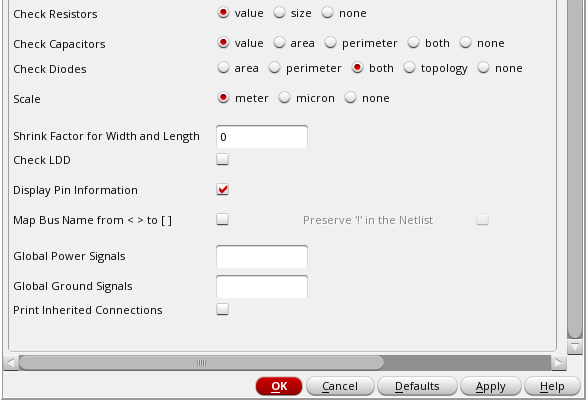 Check Resistors value size none
Check Capacitors value area perimeter both none
Check Diodes area perimeter both topology none
Scale meter micron none
Shrink Factor for Width and Length 0
Check LDD
Display Pin Information
Map Bus Name from < > to [ ] Preserve '!' in the Netlist
Global Power Signals
Global Ground Signals
Print Inherited Connections
OK Cancel Defaults Apply Help